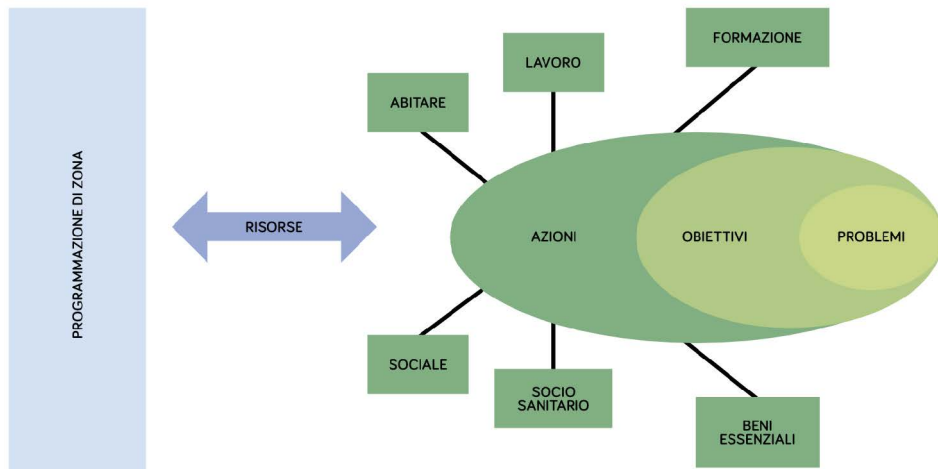 PROGRAMMAZIONE DI ZONA
RISORSE
ABITARE
LAVORO
FORMAZIONE
AZIONI
OBIETTIVI
PROBLEMI
SOCIALE
SOCIO
SANITARIO
BENI
ESSENZIALI